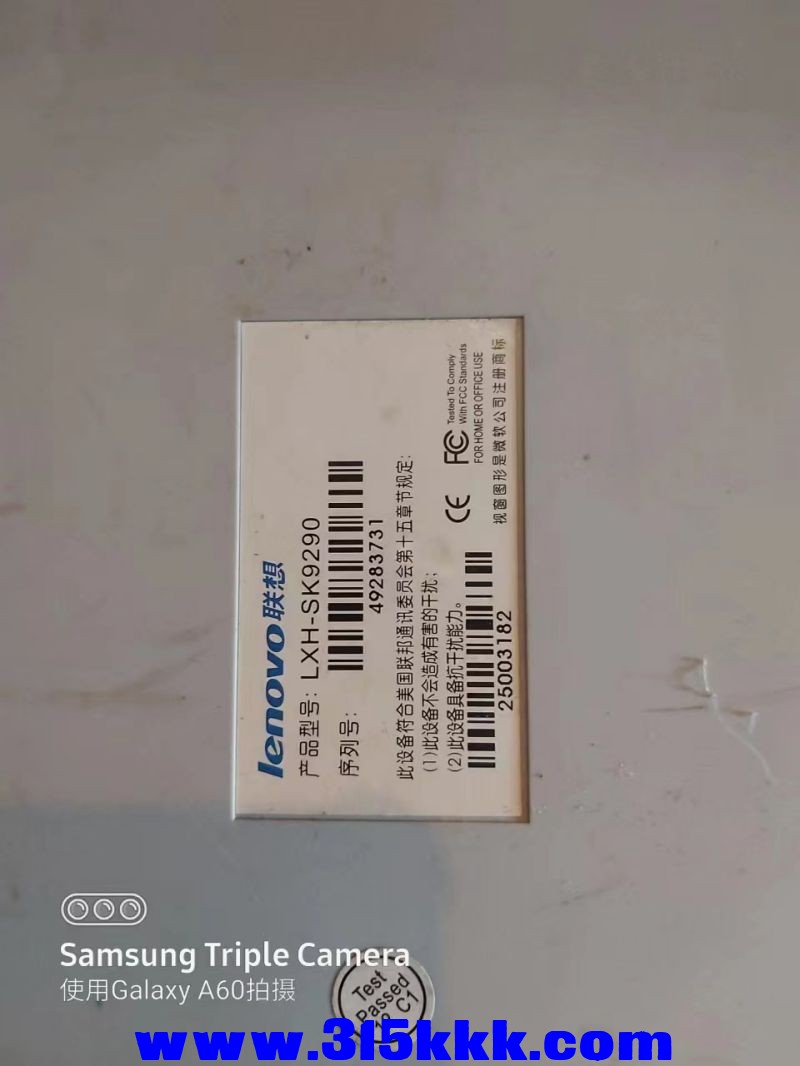 lenovo联想
产品型号: LXH-SK9290
序列号:
49283731
此设备符合美国联邦通讯委员会第十五章节规定:
(1)此设备不会造成有害的干扰;
(2)此设备具备抗干扰能力。
25003182
CE
FC
Tested To Comply
With FCC Standards
FOR HOME OR OFFICE USE
视窗图形是微软公司注册商标
Samsung Triple Camera
使用Galaxy A60拍摄
Test
Passed
C1
www.315kkk.com